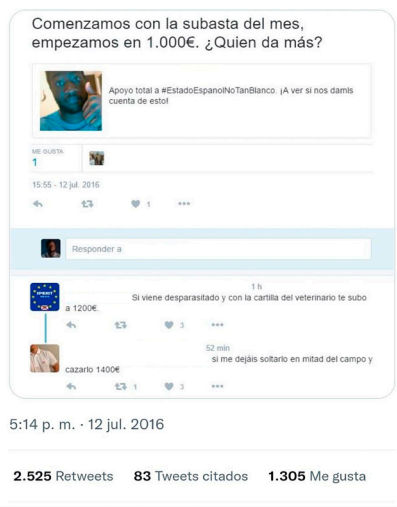 Comenzamos con la subasta del mes,
empezamos en 1.000€. ¿Quien da más?
Apoyo total a #EstadoEspanolNoTanBlanco. ¡A ver si nos damis
cuenta de esto!
ME GUSTA
1
15:55 - 12 jul. 2016
1
Responder a
1 h
Si viene desparasitado y con la cartilla del veterinario te subo
a 1200€.
3
52 min
si me dejáis soltarlo en mitad del campo y
cazarlo 1400€
1 3
5:14 p. m. · 12 jul. 2016
2.525 Retweets 83 Tweets citados 1.305 Me gusta